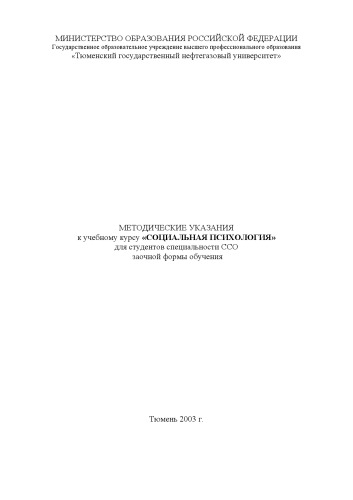 МИНИСТЕРСТВО ОБРАЗОВАНИЯ РОССИЙСКОЙ ФЕДЕРАЦИИ
Государственное образовательное учреждение высшего профессионального образования
«Тюменский государственный нефтегазовый университет»
МЕТОДИЧЕСКИЕ УКАЗАНИЯ
к учебному курсу «СОЦИАЛЬНАЯ ПСИХОЛОГИЯ»
для студентов специальности ССО
заочной формы обучения
Тюмень 2003 г.